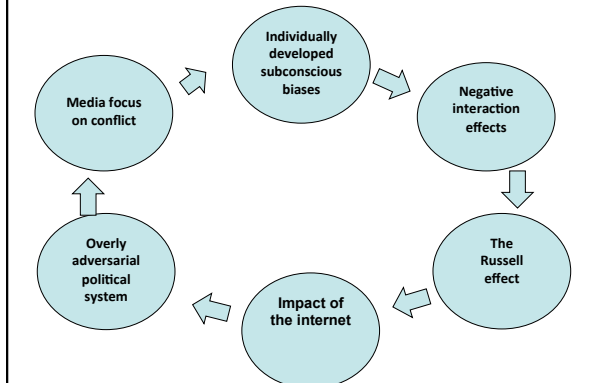 Individually
developed
subconscious
biases
Negative
interaction
effects
The
Russell
effect
Impact of
the internet
Overly
adversarial
political
system
Media focus
on conflict